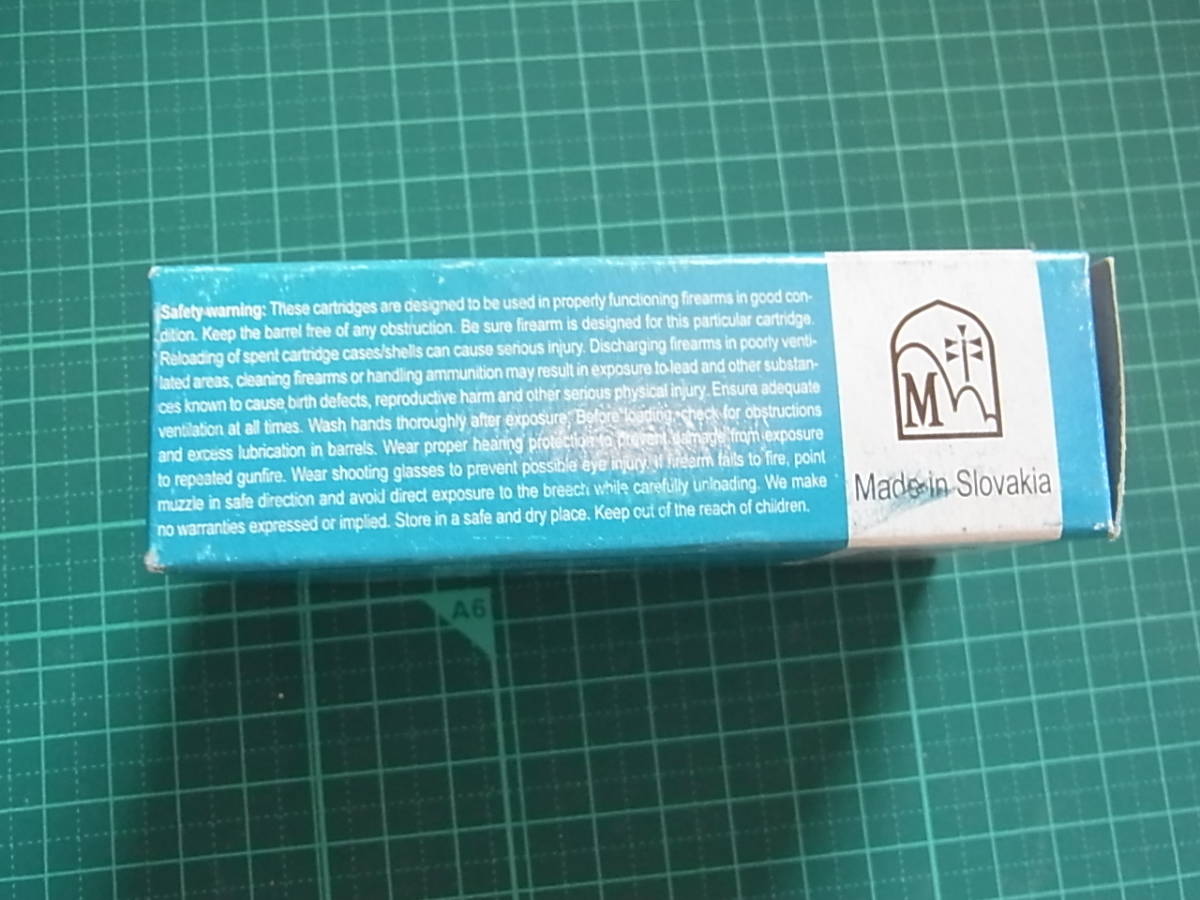 Safety warning: These cartridges are designed to be used in properly functioning firearms in good con-
dition. Keep the barrel free of any obstruction. Be sure firearm is designed for this particular cartridge.
Reloading of spent cartridge cases/shells can cause serious injury. Discharging firearms in poorly venti-
lated areas, cleaning firearms or handling ammunition may result in exposure to lead and other substan-
ces known to cause birth defects, reproductive harm and other serious physical injury. Ensure adequate
ventilation at all times. Wash hands thoroughly after exposure. Before loading, check for obstructions
and excess lubrication in barrels. Wear proper hearing protection to prevent damage from exposure
to repeated gunfire. Wear shooting glasses to prevent possible eye injury. If firearm fails to fire, point
muzzle in safe direction and avoid direct exposure to the breech while carefully unloading. We make
no warranties expressed or implied. Store in a safe and dry place. Keep out of the reach of children.
M
Made in Slovakia
A6